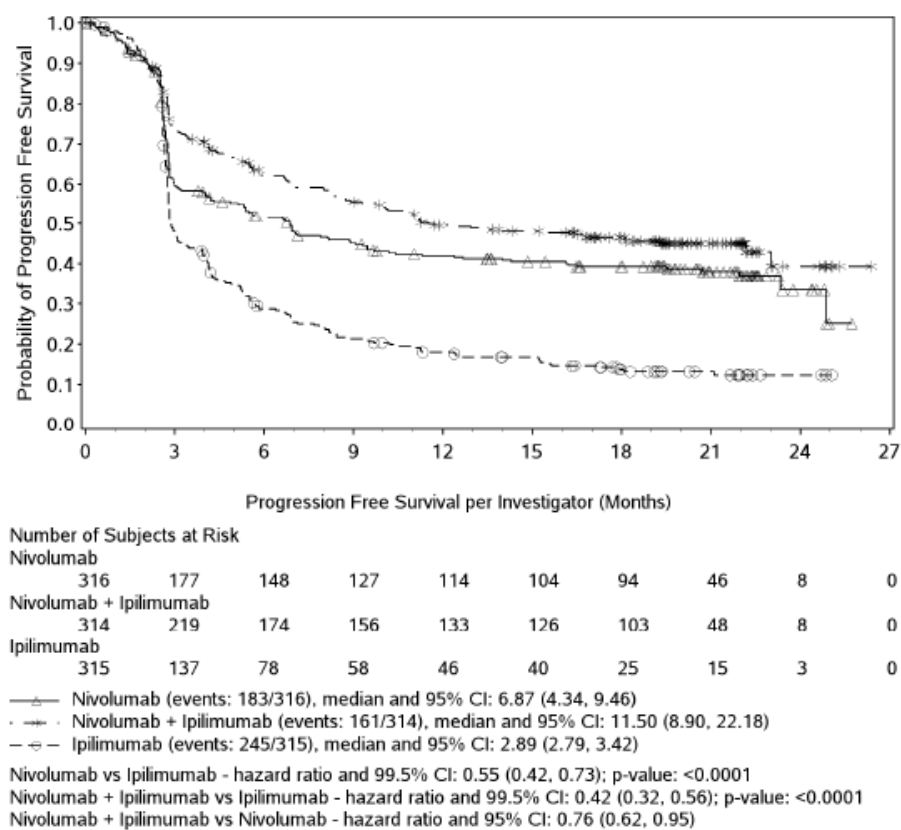 Probability of Progression Free Survival
1.0
0.9
0.8
0.7
0.6
0.5
0.4
0.3
0.2
0.1
0.0
0 3 6 9 12 15 18 21 24 27
Progression Free Survival per Investigator (Months)
Number of Subjects at Risk
Nivolumab
316 177 148 127 114 104 94 46 8 0
Nivolumab + Ipilimumab
314 219 174 156 133 126 103 48 8 0
Ipilimumab
315 137 78 58 46 40 25 15 3 0
Nivolumab (events: 183/316), median and 95% CI: 6.87 (4.34, 9.46)
Nivolumab + Ipilimumab (events: 161/314), median and 95% CI: 11.50 (8.90, 22.18)
Ipilimumab (events: 245/315), median and 95% CI: 2.89 (2.79, 3.42)
Nivolumab vs Ipilimumab - hazard ratio and 99.5% CI: 0.55 (0.42, 0.73); p-value: <0.0001
Nivolumab + Ipilimumab vs Ipilimumab - hazard ratio and 99.5% CI: 0.42 (0.32, 0.56); p-value: <0.0001
Nivolumab + Ipilimumab vs Nivolumab - hazard ratio and 95% CI: 0.76 (0.62, 0.95)